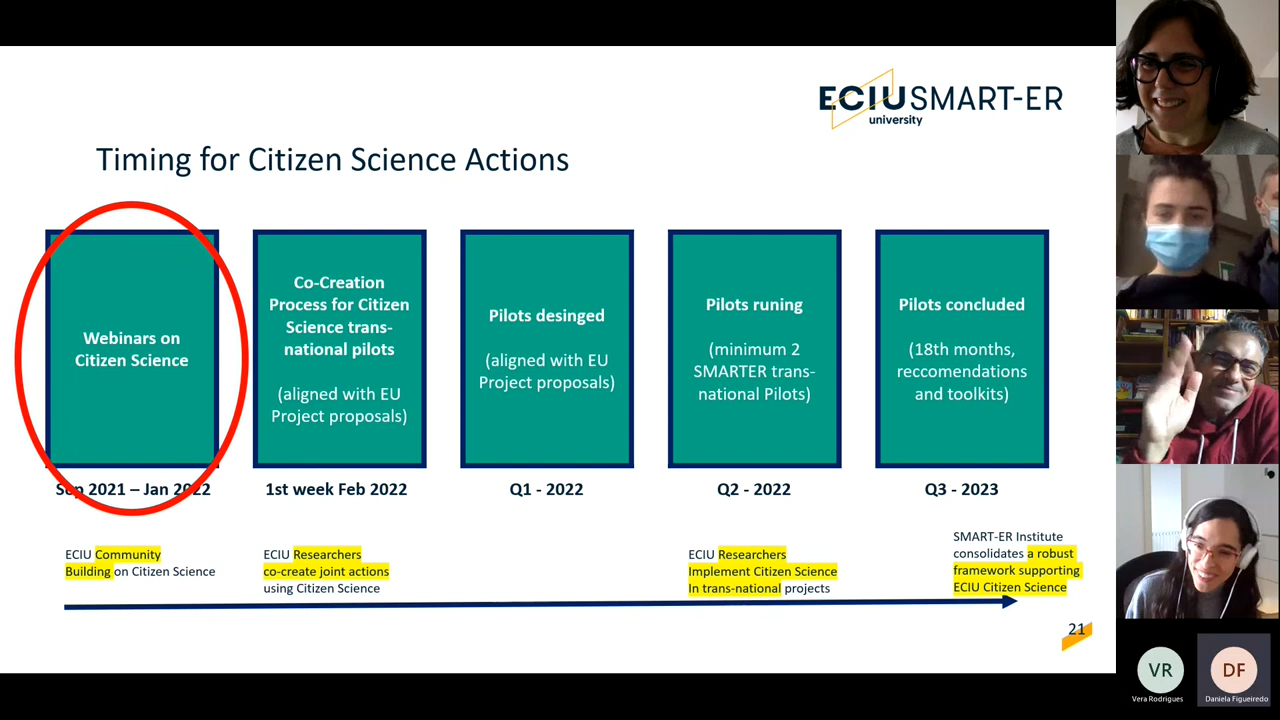 ECIU SMART-ER
university
Timing for Citizen Science Actions
Webinars on
Citizen Science
Sep 2021 – Jan 2022
ECIU Community
Building on Citizen Science
Co-Creation
Process for Citizen
Science trans-
national pilots
(aligned with EU
Project proposals)
1st week Feb 2022
ECIU Researchers
co-create joint actions
using Citizen Science
Pilots desinged
(aligned with EU
Project proposals)
Q1 - 2022
Pilots runing
(minimum 2
SMARTER trans-
national Pilots)
Q2 - 2022
ECIU Researchers
Implement Citizen Science
In trans-national projects
Pilots concluded
(18th months,
reccomendations
and toolkits)
Q3 - 2023
SMART-ER Institute
consolidates a robust
framework supporting
ECIU Citizen Science
21
VR
Vera Rodrigues
DF
Daniela Figueiredo